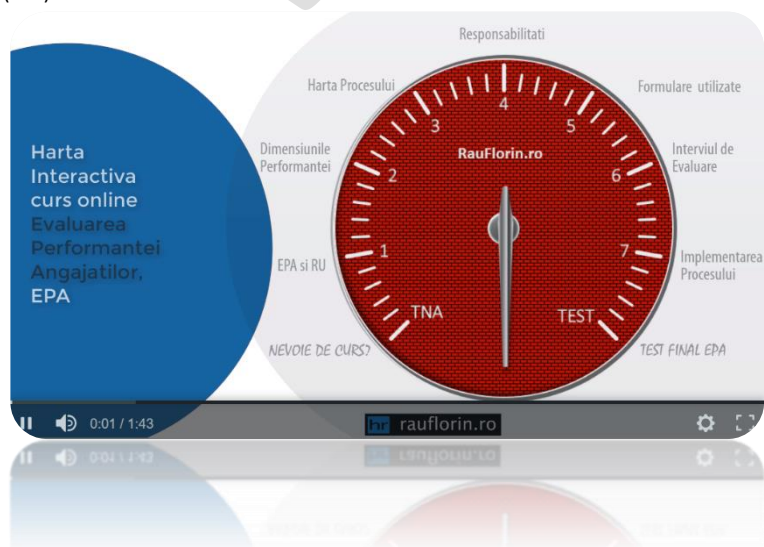 Harta
Interactiva
curs online
Evaluarea
Performantei
Angajatilor,
EPA
Responsabilitati
Harta Procesului
Formulare utilizate
Dimensiunile
Performantei
Interviul de
Evaluare
EPA si RU
Implementarea
Procesului
NEVOIE DE CURS?
TEST FINAL EPA
RauFlorin.ro
1
2
3
4
5
6
7
TNA
TEST
0:01 / 1:43
hr rauflorin.ro